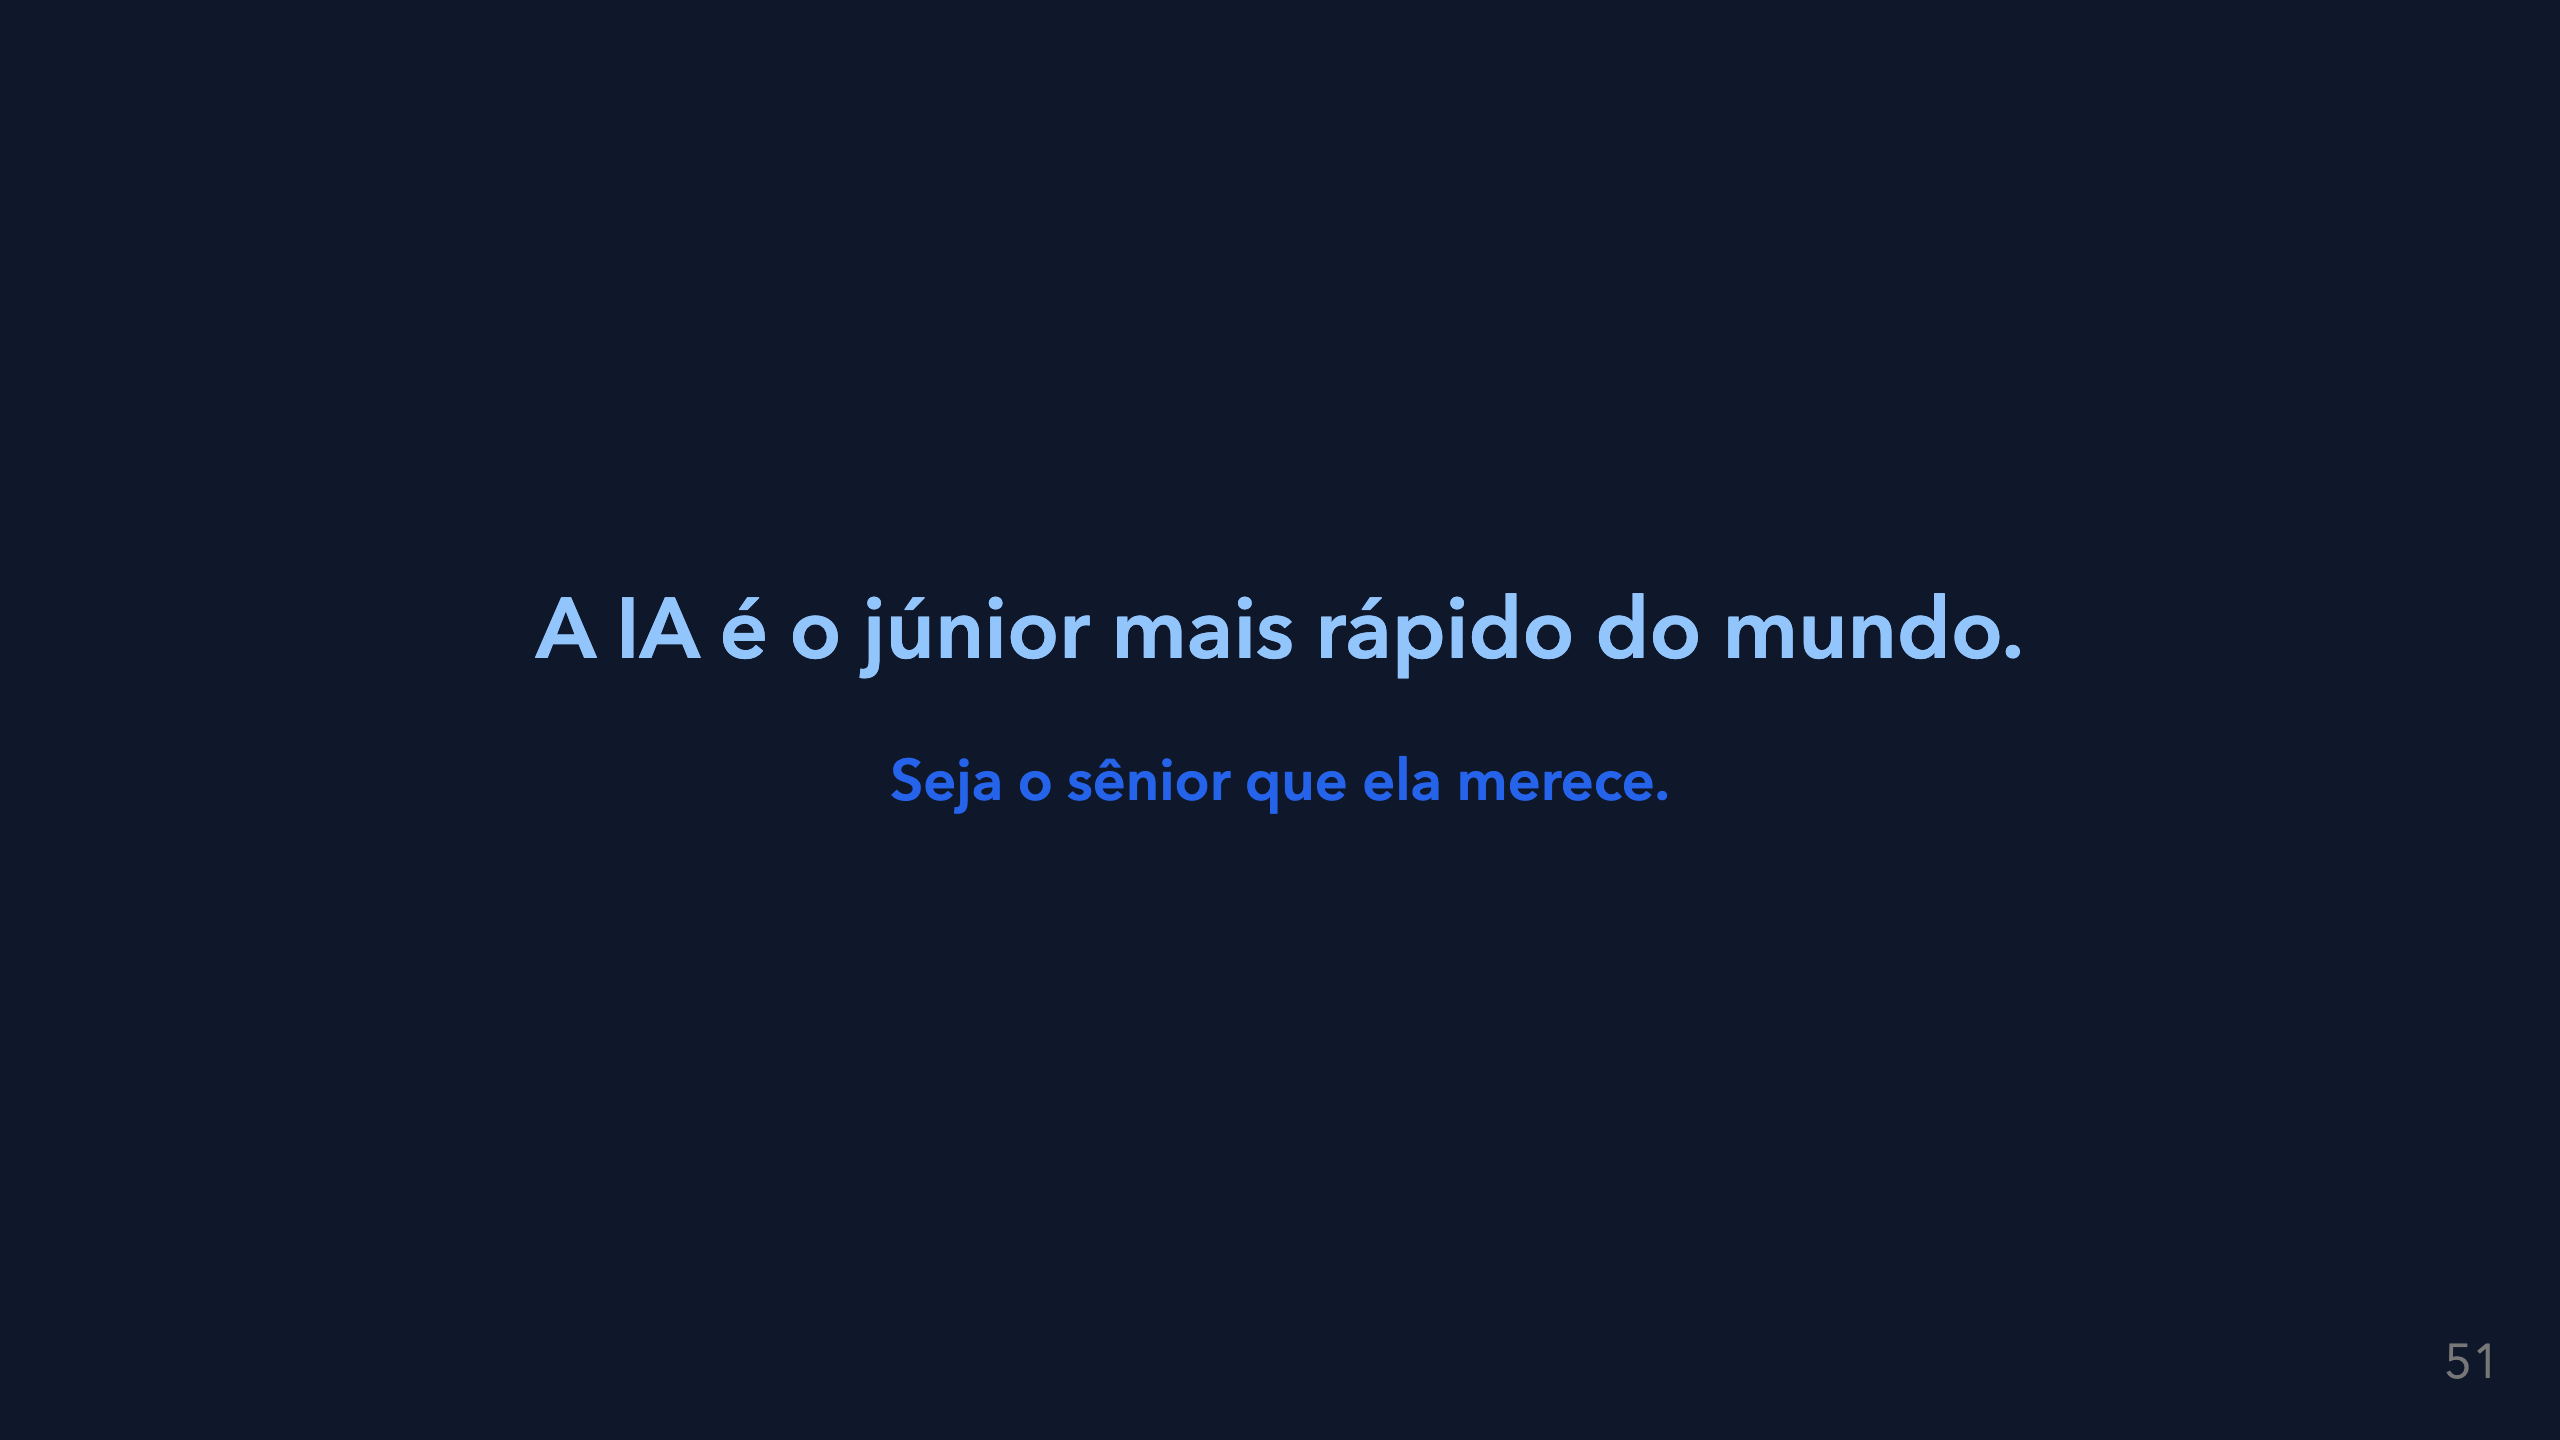 A IA é o júnior mais rápido do mundo.
Seja o sênior que ela merece.
51